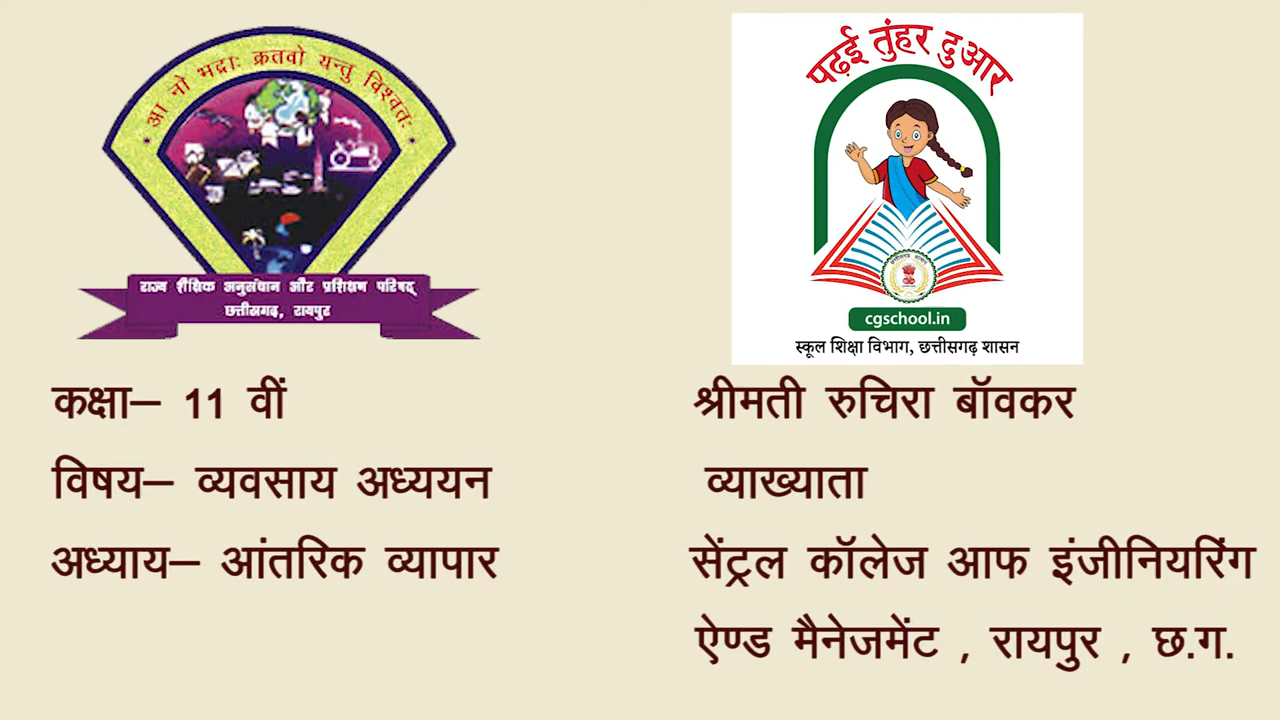 आ नो भद्राः क्रतवो यन्तु विश्वतः
राज्य शैक्षिक अनुसंधान और प्रशिक्षण परिषद्
छत्तीसगढ़, रायपुर
पढ़ई तुंहर दुआर
cgschool.in
स्कूल शिक्षा विभाग, छत्तीसगढ़ शासन
कक्षा– 11 वीं
विषय– व्यवसाय अध्ययन
अध्याय– आंतरिक व्यापार
श्रीमती रुचिरा बॉवकर
व्याख्याता
सेंट्रल कॉलेज आफ इंजीनियरिंग
ऐण्ड मैनेजमेंट , रायपुर , छ.ग.